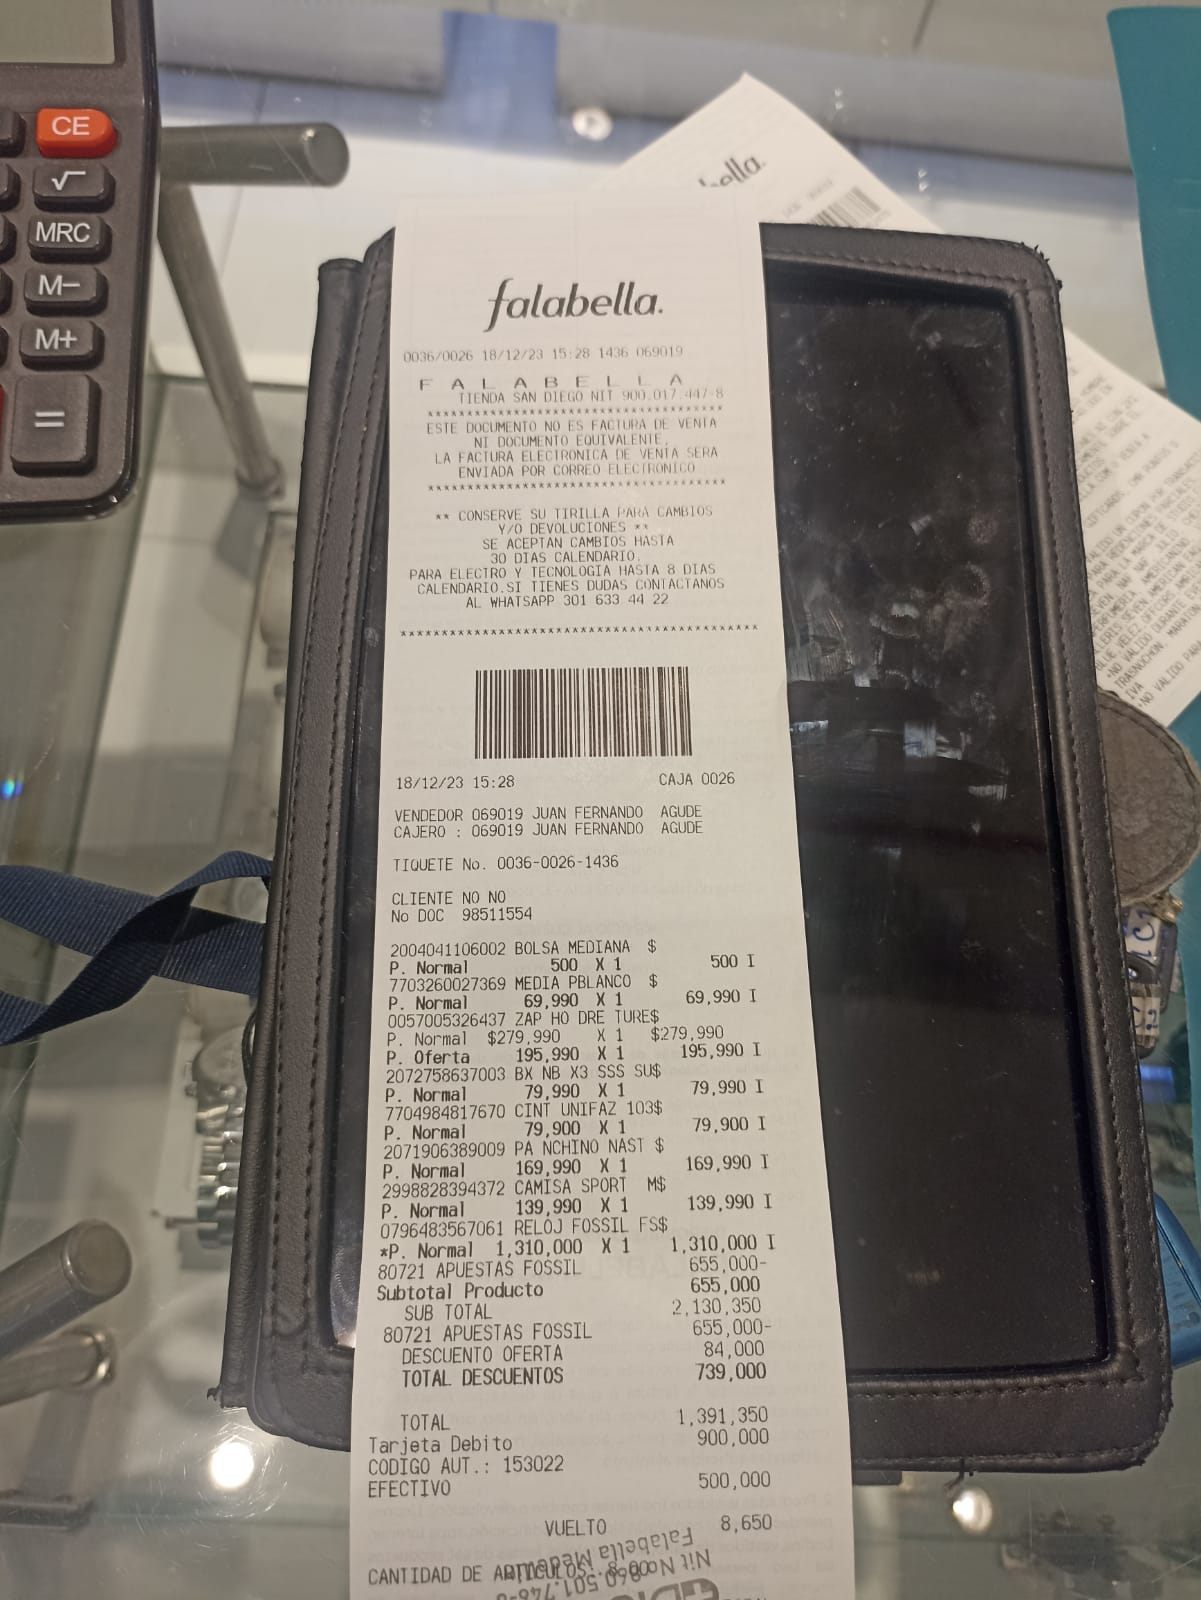 CE
√
MRC
M−
M+
=
falabella.
0036/0026 18/12/23 15:28 1436 069019
F A L A B E L L A
TIENDA SAN DIEGO NIT 900.017.447-8
****************************************
ESTE DOCUMENTO NO ES FACTURA DE VENTA
NI DOCUMENTO EQUIVALENTE.
LA FACTURA ELECTRONICA DE VENTA SERA
ENVIADA POR CORREO ELECTRONICO
****************************************
** CONSERVE SU TIRILLA PARA CAMBIOS
Y/O DEVOLUCIONES **
SE ACEPTAN CAMBIOS HASTA
30 DIAS CALENDARIO.
PARA ELECTRO Y TECNOLOGIA HASTA 8 DIAS
CALENDARIO.SI TIENES DUDAS CONTACTANOS
AL WHATSAPP 301 633 44 22
********************************************
18/12/23 15:28 CAJA 0026
VENDEDOR 069019 JUAN FERNANDO AGUDE
CAJERO : 069019 JUAN FERNANDO AGUDE
TIQUETE No. 0036-0026-1436
CLIENTE NO NO
No DOC 98511554
2004041106002 BOLSA MEDIANA $
P. Normal 500 X 1 500 I
7703260027369 MEDIA PBLANCO $
P. Normal 69,990 X 1 69,990 I
0057005326437 ZAP HO DRE TURE$
P. Normal $279,990 X 1 $279,990
P. Oferta 195,990 X 1 195,990 I
2072758637003 BX NB X3 SSS SU$
P. Normal 79,990 X 1 79,990 I
7704984817670 CINT UNIFAZ 103$
P. Normal 79,900 X 1 79,900 I
2071906389009 PA NCHINO NAST $
P. Normal 169,990 X 1 169,990 I
2998828394372 CAMISA SPORT M$
P. Normal 139,990 X 1 139,990 I
0796483567061 RELOJ FOSSIL FS$
*P. Normal 1,310,000 X 1 1,310,000 I
80721 APUESTAS FOSSIL 655,000-
Subtotal Producto 655,000
SUB TOTAL 2,130,350
80721 APUESTAS FOSSIL 655,000-
DESCUENTO OFERTA 84,000
TOTAL DESCUENTOS 739,000
TOTAL 1,391,350
Tarjeta Debito 900,000
CODIGO AUT.: 153022
EFECTIVO 500,000
VUELTO 8,650
CANTIDAD DE ARTICULOS: 8
Falabella Medellin